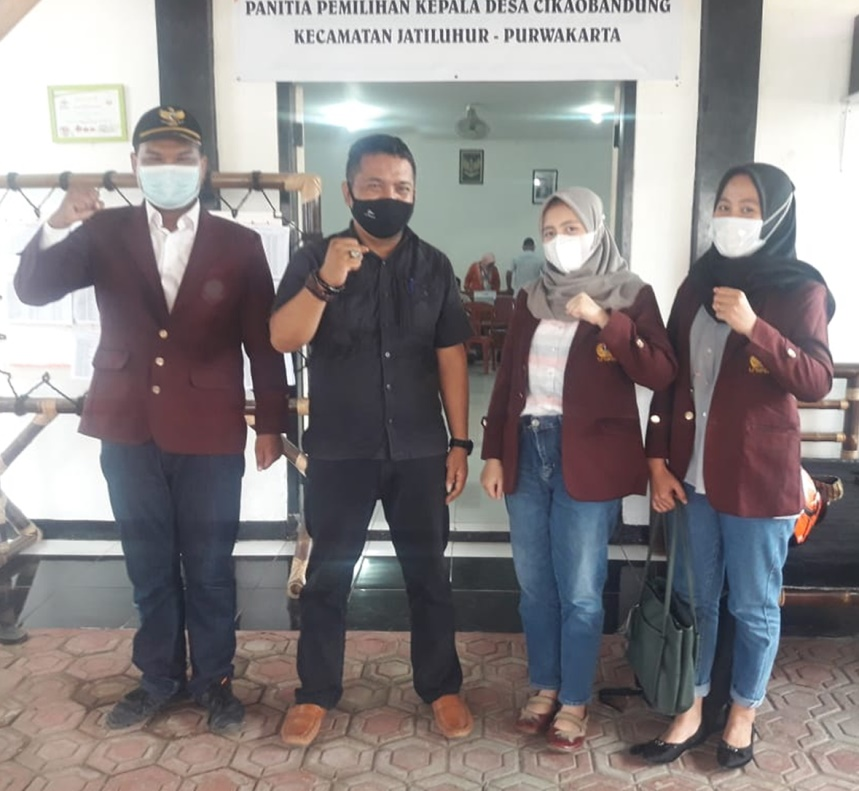 PANITIA PEMILIHAN KEPALA DESA CIKAOBANDUNG
KECAMATAN JATILUHUR - PURWAKARTA